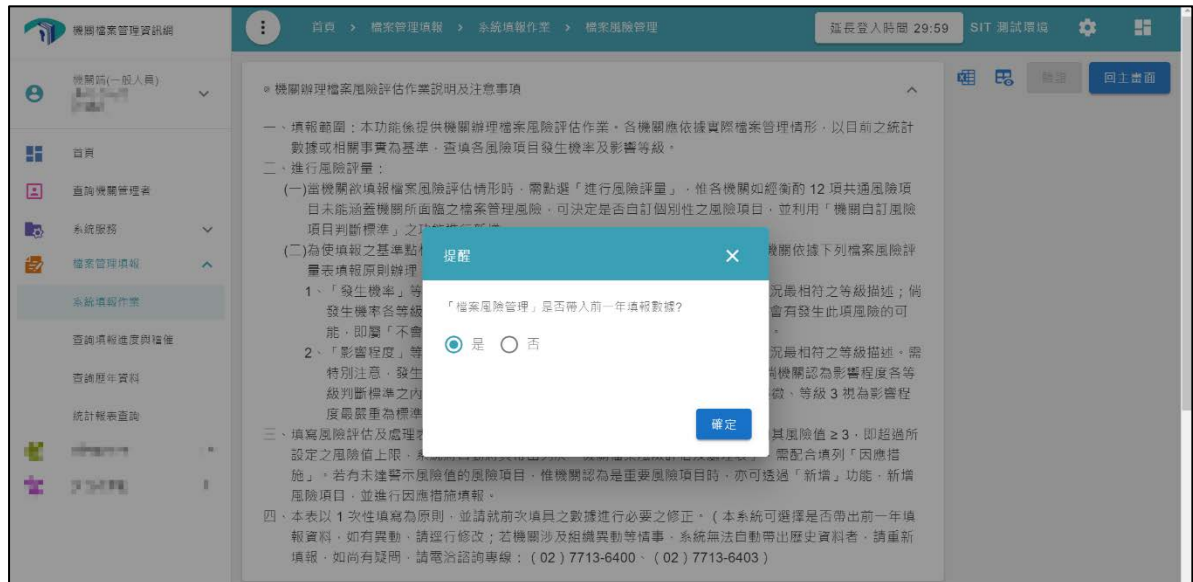 機關檔案管理資訊網
首頁 > 檔案管理填報 > 系統填報作業 > 檔案風險管理
延長登入時間 29:59
SIT 測試環境
機關篩(一般人員)
首頁
查詢機關管理者
系統服務
檔案管理填報
系統填報作業
查詢填報進度與稽催
查詢歷年資料
統計報表查詢
回主畫面
機關辦理檔案風險評估作業說明及注意事項
一、填報範圍：本功能係提供機關辦理檔案風險評估作業。各機關應依據實際檔案管理情形，以目前之統計
數據或相關事實為基準，查填各風險項目發生機率及影響等級。
二、進行風險評量：
(一)當機關欲填報檔案風險評估情形時，需點選「進行風險評量」，惟各機關如經衡酌 12 項共通風險項
目未能涵蓋機關所面臨之檔案管理風險，可決定是否自訂個別性之風險項目，並利用「機關自訂風險
項目判斷標準」之
(二)為使填報之基準點 機關依據下列檔案風險評
量表填報原則辦理
1、「發生機率」等 況最相符之等級描述；倘
發生機率各等級 會有發生此項風險的可
能，即屬「不會
2、「影響程度」等 況最相符之等級描述。需
特別注意，發生 機關認為影響程度各等
級判斷標準之內 微、等級 3 視為影響程
度最嚴重為標準
三、填寫風險評估及處理 其風險值 ≥ 3，即超過所
設定之風險值上限， 需配合填列「因應措
施」。若有未達警示風險值的風險項目，惟機關認為是重要風險項目時，亦可透過「新增」功能，新增
風險項目，並進行因應措施填報。
四、本表以 1 次性填寫為原則，並請就前次填具之數據進行必要之修正。(本系統可選擇是否帶出前一年填
報資料，如有異動，請逕行修改；若機關涉及組織異動等情事，系統無法自動帶出歷史資料者，請重新
填報，如尚有疑問，請電洽諮詢專線：(02) 7713-6400、(02) 7713-6403)
提醒
「檔案風險管理」是否帶入前一年填報數據?
是 否
確定